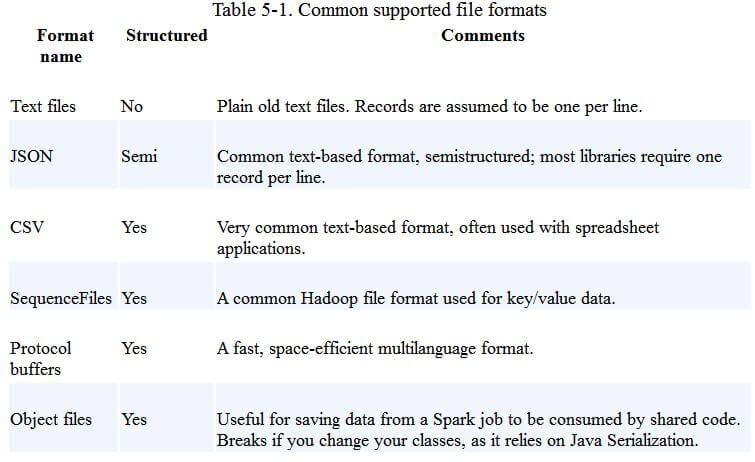 Table 5-1. Common supported file formats
Format name Structured Comments
Text files No Plain old text files. Records are assumed to be one per line.
JSON Semi Common text-based format, semistructured; most libraries require one
record per line.
CSV Yes Very common text-based format, often used with spreadsheet
applications.
SequenceFiles Yes A common Hadoop file format used for key/value data.
Protocol buffers Yes A fast, space-efficient multilanguage format.
Object files Yes Useful for saving data from a Spark job to be consumed by shared code.
Breaks if you change your classes, as it relies on Java Serialization.